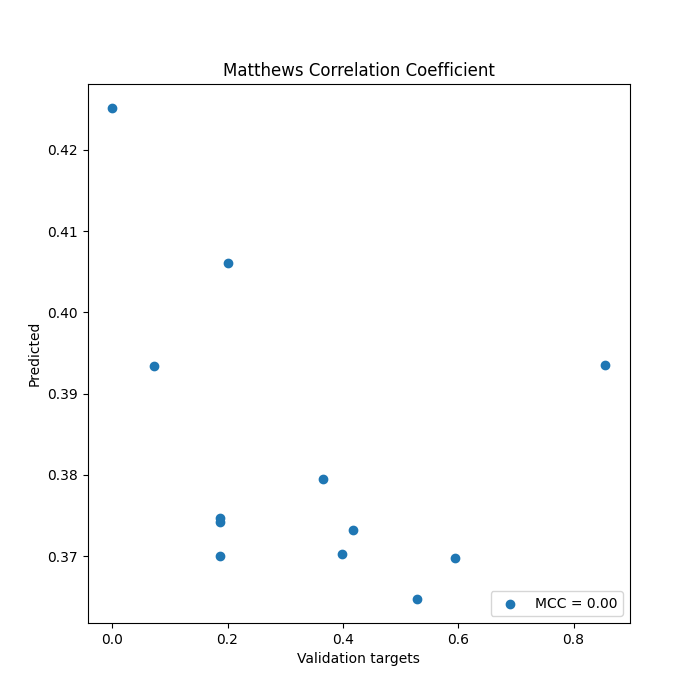 Matthews Correlation Coefficient
0.42
0.41
0.40
0.39
0.38
0.37
Predicted
MCC = 0.00
0.0 0.2 0.4 0.6 0.8
Validation targets